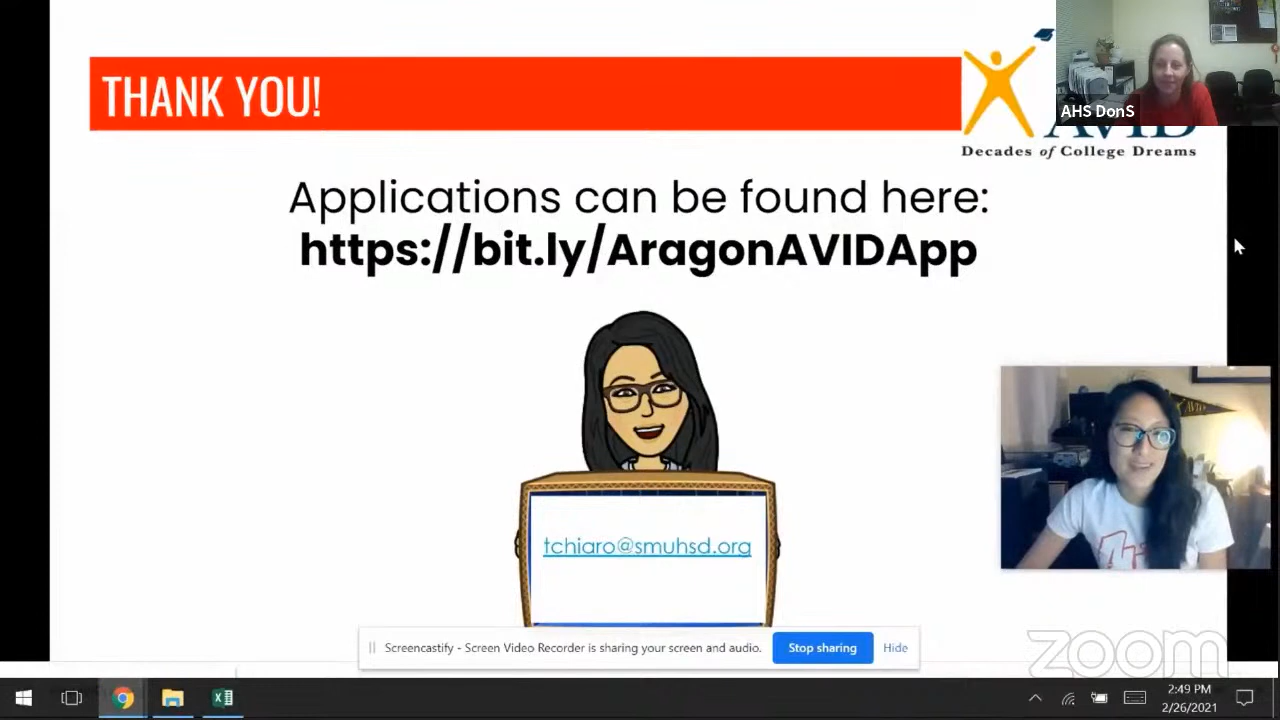 THANK YOU!
AHS DonS
AVID
Decades of College Dreams
Applications can be found here:
https://bit.ly/AragonAVIDApp
AVID
tchiaro@smuhsd.org
Screencastify - Screen Video Recorder is sharing your screen and audio.
Stop sharing
Hide
zoom
2:49 PM
2/26/2021